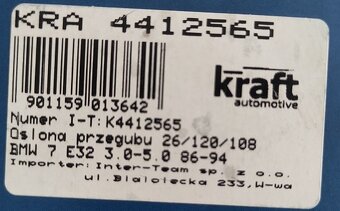 KRA 4412565
kraft
automotive
901159 013642
Numer I-T: K4412565
Osłona przegubu 26/120/108
BMW 7 E32 3.0-5.0 86-94
Importer: Inter-Team sp. z o.o.
ul.Białołęcka 233,W-wa